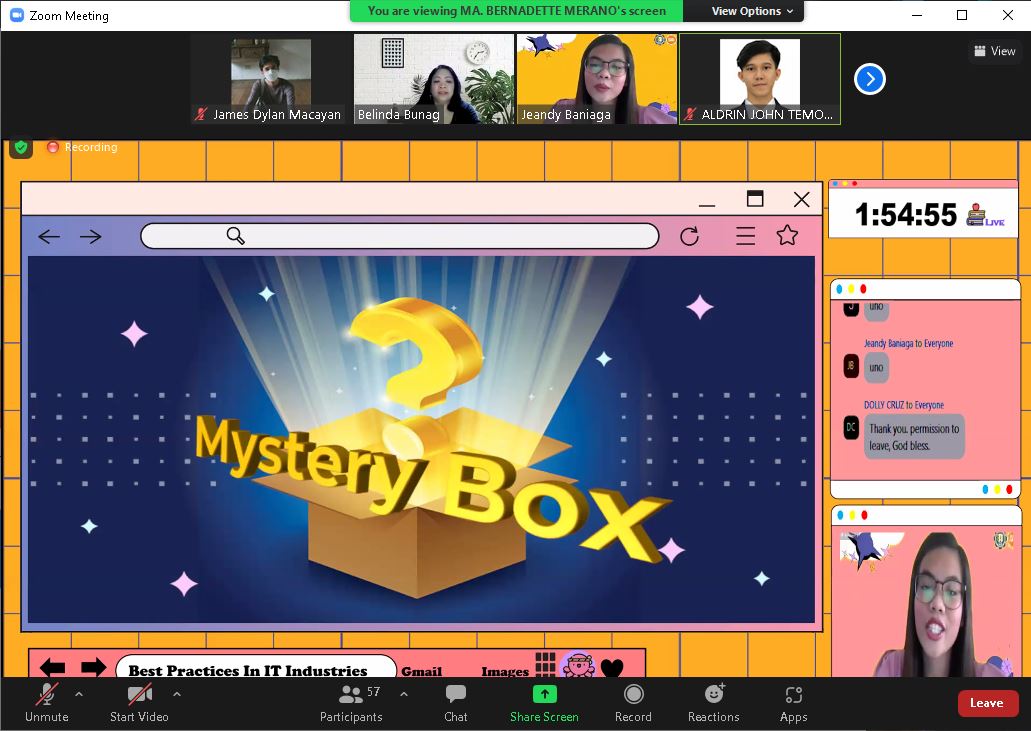 Zoom Meeting
You are viewing MA. BERNADETTE MERANO's screen
View Options
James Dylan Macayan
Belinda Bunag
Jeandy Baniaga
ALDRIN JOHN TEMO...
View
Recording
1:54:55
LIVE
uno
Jeandy Baniaga to Everyone
JB
uno
DOLLY CRUZ to Everyone
DC
Thank you. permission to
leave, God bless.
Mystery Box
Best Practices In IT Industries
Gmail
Images
Unmute
Start Video
57
Participants
Chat
Share Screen
Record
Reactions
Apps
Leave